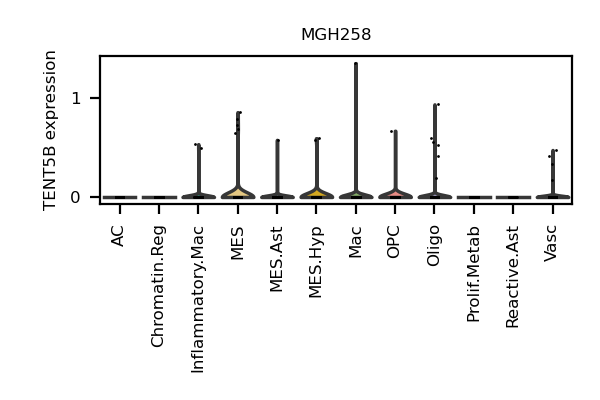 MGH258
TENT5B expression
1
0
AC
Chromatin.Reg
Inflammatory.Mac
MES
MES.Ast
MES.Hyp
Mac
OPC
Oligo
Prolif.Metab
Reactive.Ast
Vasc